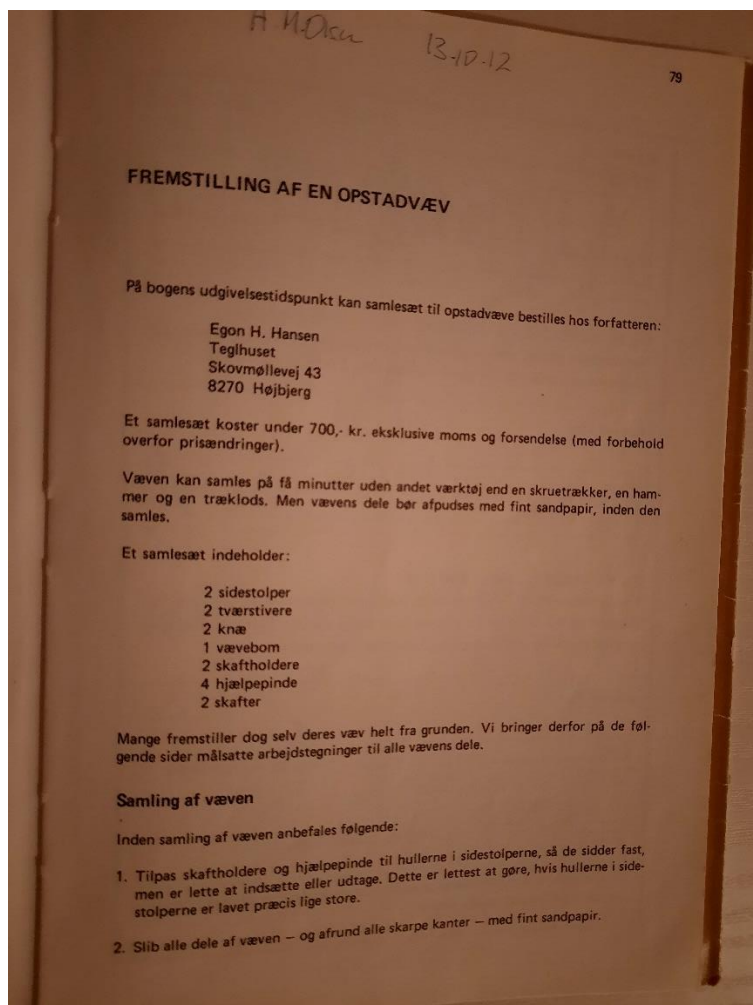 13.10.12
79
FREMSTILLING AF EN OPSTADVÆV
På bogens udgivelsestidspunkt kan samlesæt til opstadvæve bestilles hos forfatteren:
Egon H. Hansen
Teglhuset
Skovmøllevej 43
8270 Højbjerg
Et samlesæt koster under 700,- kr. eksklusive moms og forsendelse (med forbehold
overfor prisændringer).
Væven kan samles på få minutter uden andet værktøj end en skruetrækker, en ham-
mer og en træklods. Men vævens dele bør afpudses med fint sandpapir, inden den
samles.
Et samlesæt indeholder:
2 sidestolper
2 tværstivere
2 knæ
1 vævebom
2 skaftholdere
4 hjælpepinde
2 skafter
Mange fremstiller dog selv deres væv helt fra grunden. Vi bringer derfor på de føl-
gende sider målsatte arbejdstegninger til alle vævens dele.
Samling af væven
Inden samling af væven anbefales følgende:
1. Tilpas skaftholdere og hjælpepinde til hullerne i sidestolperne, så de sidder fast,
men er lette at indsætte eller udtage. Dette er lettest at gøre, hvis hullerne i side-
stolperne er lavet præcis lige store.
2. Slib alle dele af væven – og afrund alle skarpe kanter – med fint sandpapir.